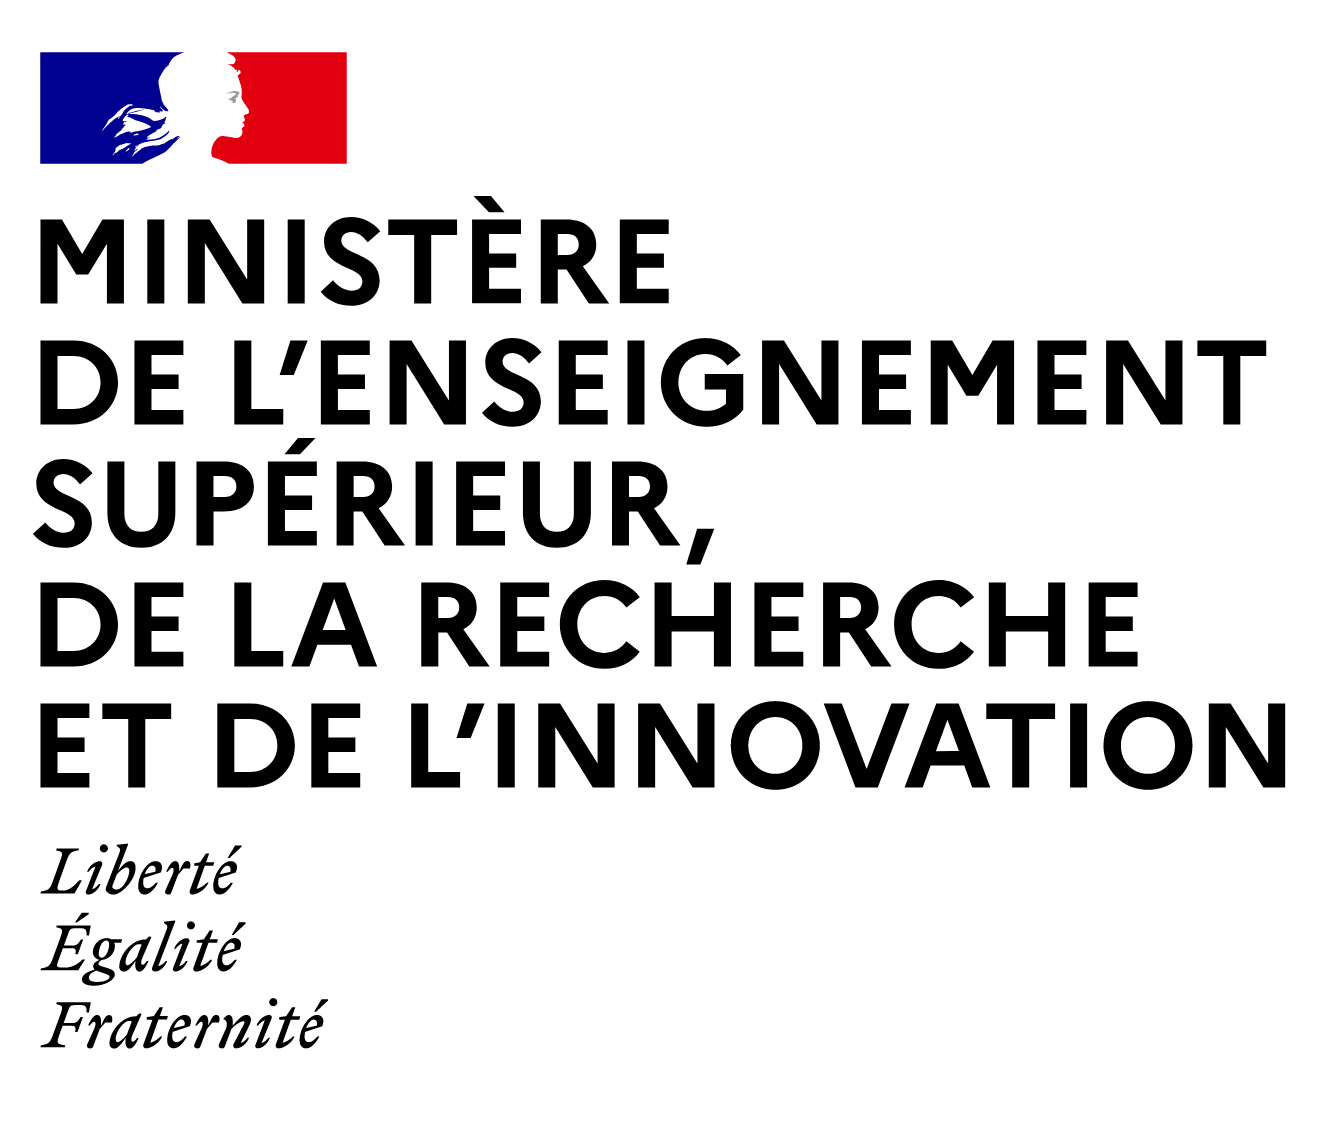 MINISTÈRE
DE L’ENSEIGNEMENT
SUPÉRIEUR,
DE LA RECHERCHE
ET DE L’INNOVATION
Liberté
Égalité
Fraternité